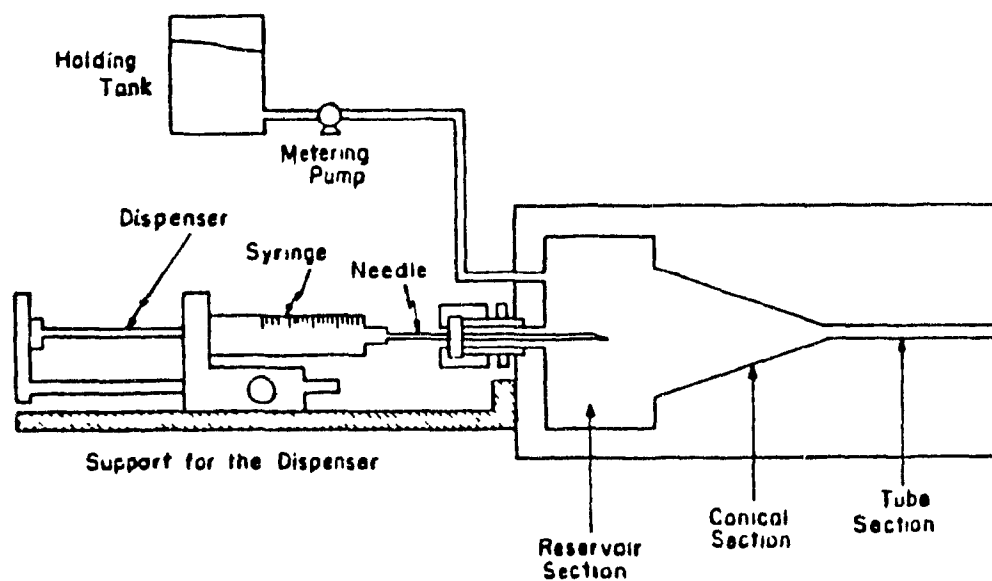 Holding
Tank
Metering
Pump
Dispenser
Syringe
Needle
Support for the Dispenser
Reservoir
Section
Conical
Section
Tube
Section